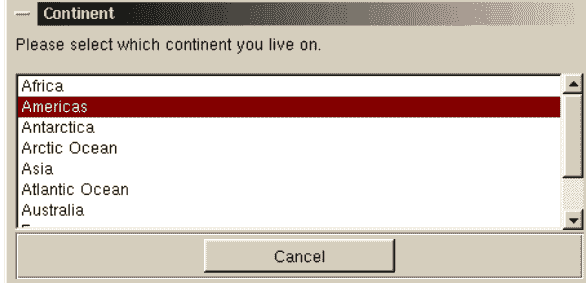 Continent
Please select which continent you live on.
Africa
Americas
Antarctica
Arctic Ocean
Asia
Atlantic Ocean
Australia
Cancel